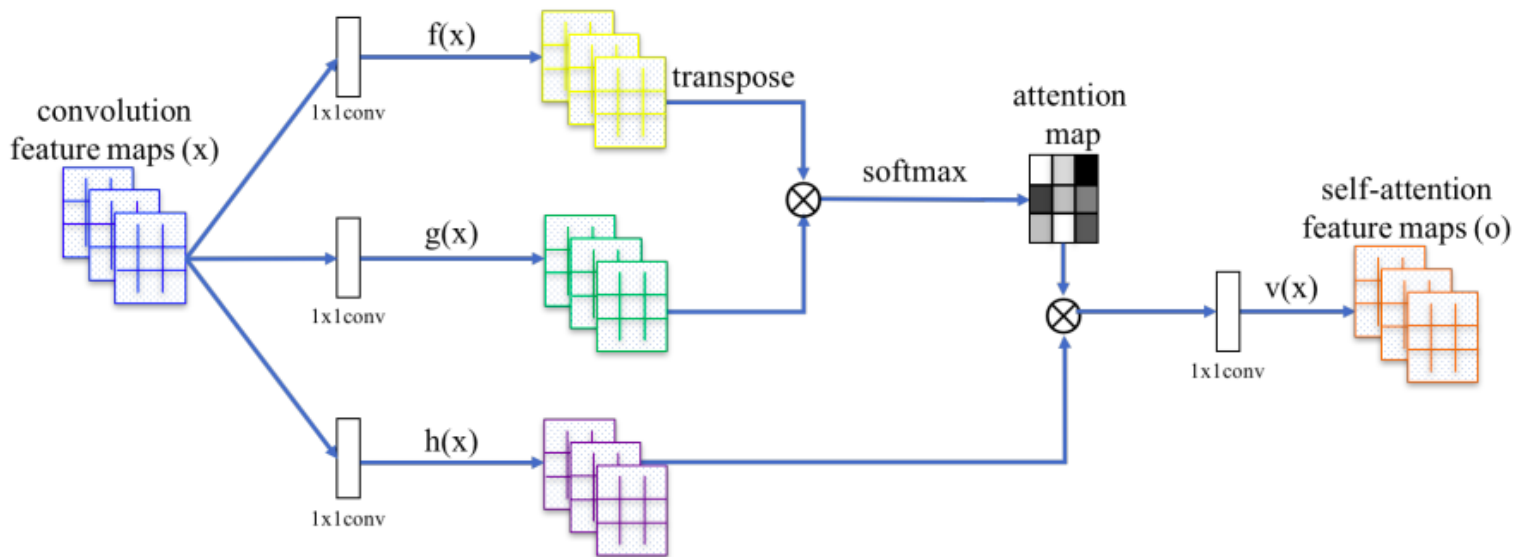 convolution
feature maps (x)
f(x)
1x1conv
transpose
g(x)
1x1conv
h(x)
1x1conv
softmax
attention
map
v(x)
1x1conv
self-attention
feature maps (o)